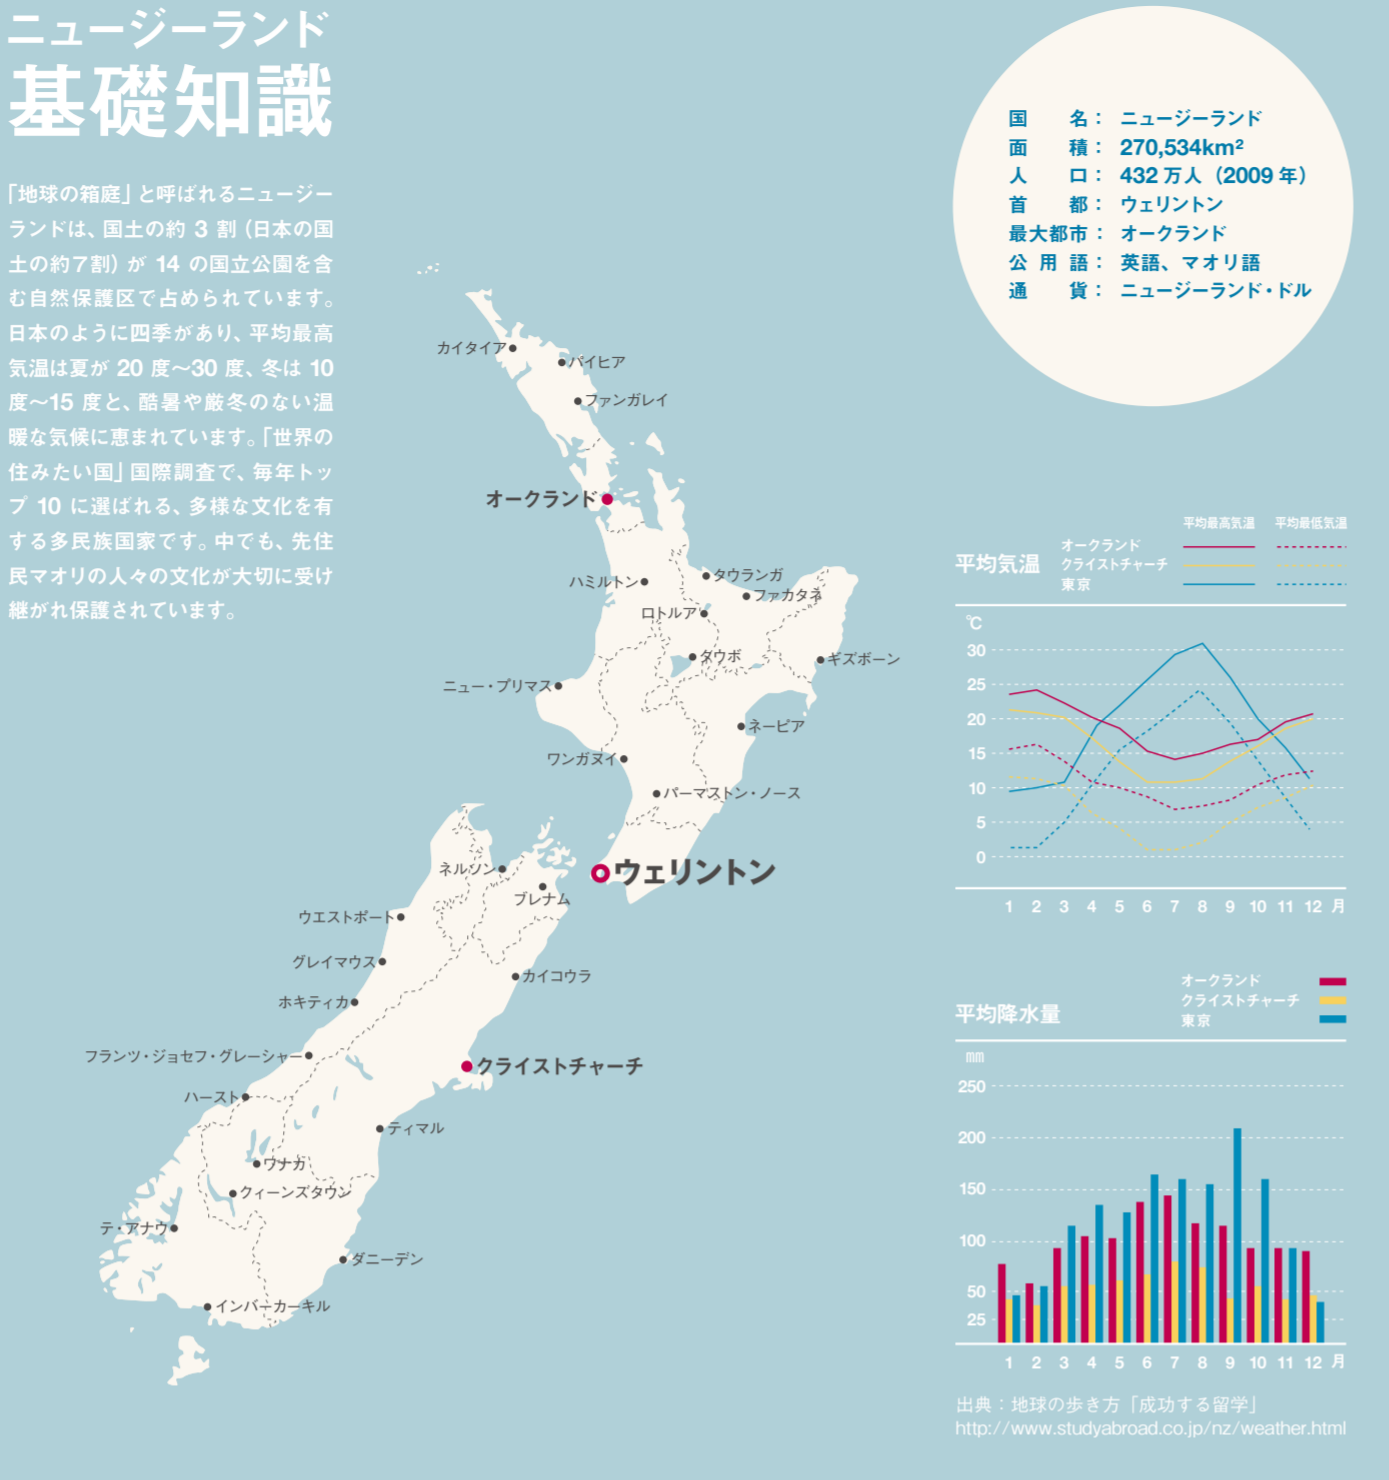 ニュージーランド
基礎知識
「地球の箱庭」と呼ばれるニュージー
ランドは、国土の約 3 割（日本の国
土の約７割）が 14 の国立公園を含
む自然保護区で占められています。
日本のように四季があり、平均最高
気温は夏が 20 度〜30 度、冬は 10
度〜15 度と、酷暑や厳冬のない温
暖な気候に恵まれています。「世界の
住みたい国」国際調査で、毎年トッ
プ 10 に選ばれる、多様な文化を有
する多民族国家です。中でも、先住
民マオリの人々の文化が大切に受け
継がれ保護されています。
国名： ニュージーランド
面積： 270,534km²
人口： 432 万人（2009 年）
首都： ウェリントン
最大都市： オークランド
公用語： 英語、マオリ語
通貨： ニュージーランド・ドル
カイタイア
パイヒア
ファンガレイ
オークランド
ハミルトン
タウランガ
ファカタネ
ロトルア
タウポ
ギズボーン
ニュー・プリマス
ネーピア
ワンガヌイ
パーマストン・ノース
ウェリントン
ネルソン
ブレナム
ウエストポート
グレイマウス
カイコウラ
ホキティカ
フランツ・ジョセフ・グレーシャー
クライストチャーチ
ハースト
ティマル
ワナカ
クィーンズタウン
テ・アナウ
ダニーデン
インバーカーキル
平均最高気温 平均最低気温
平均気温
オークランド
クライストチャーチ
東京
℃
30
25
20
15
10
5
0
1 2 3 4 5 6 7 8 9 10 11 12 月
平均降水量
オークランド
クライストチャーチ
東京
mm
250
200
150
100
50
25
1 2 3 4 5 6 7 8 9 10 11 12 月
出典：地球の歩き方「成功する留学」
http://www.studyabroad.co.jp/nz/weather.html